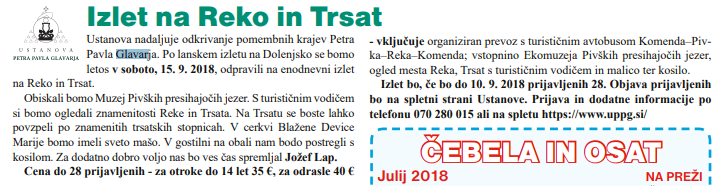 Izlet na Reko in Trsat
USTANOVA
PETRA PAVLA GLAVARJA
Ustanova nadaljuje odkrivanje pomembnih krajev Petra
Pavla Glavarja. Po lanskem izletu na Dolenjsko se bomo
letos v soboto, 15. 9. 2018, odpravili na enodnevni izlet
na Reko in Trsat.
Obiskali bomo Muzej Pivških presihajočih jezer. S turističnim vodičem
si bomo ogledali znamenitosti Reke in Trsata. Na Trsatu se boste lahko
povzpeli po znamenitih trsatskih stopnicah. V cerkvi Blažene Device
Marije bomo imeli sveto mašo. V gostilni na obali nam bodo postregli s
kosilom. Za dodatno dobro voljo nas bo ves čas spremljal Jožef Lap.
Cena do 28 prijavljenih - za otroke do 14 let 35 €, za odrasle 40 €
- vključuje organiziran prevoz s turističnim avtobusom Komenda–Piv-
ka–Reka–Komenda; vstopnino Ekomuzeja Pivških presihajočih jezer,
ogled mesta Reka, Trsat s turističnim vodičem in malico ter kosilo.
Izlet bo, če bo do 10. 9. 2018 prijavljenih 28. Objava prijavljenih
bo na spletni strani Ustanove. Prijava in dodatne informacije po
telefonu 070 280 015 ali na spletu https://www.uppg.si/
ČEBELA IN OSAT
Julij 2018
NA PREŽI